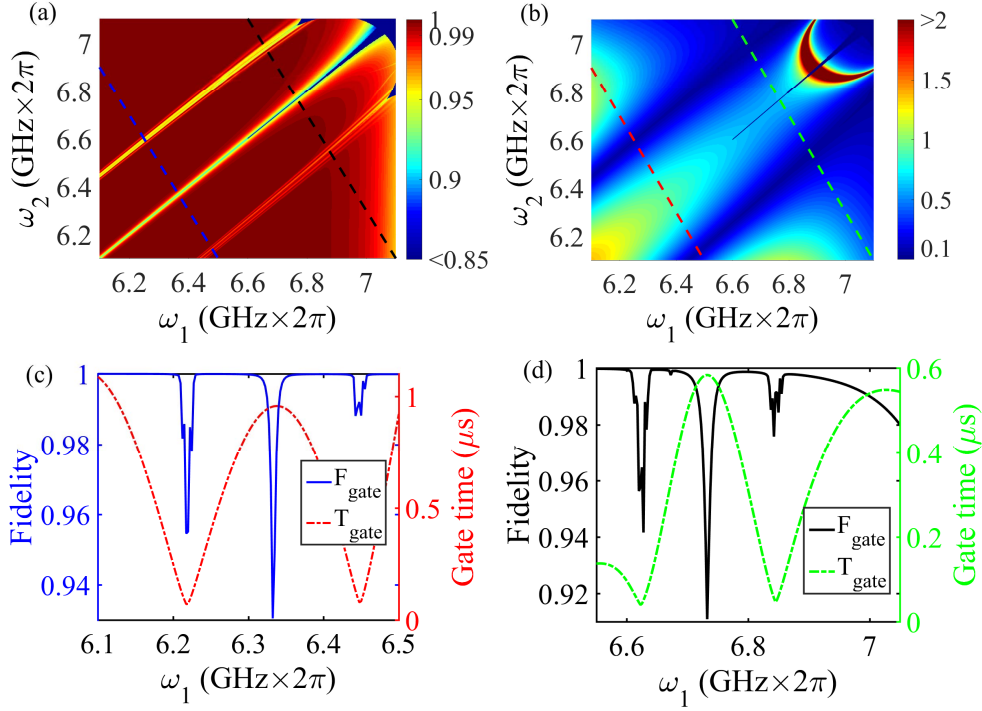 (a)
7
6.8
6.6
6.4
6.2
ω2 (GHz×2π)
6.2 6.4 6.6 6.8 7
ω1 (GHz×2π)
1
0.99
0.95
0.9
<0.85
(b)
7
6.8
6.6
6.4
6.2
ω2 (GHz×2π)
6.2 6.4 6.6 6.8 7
ω1 (GHz×2π)
>2
1.5
1
0.5
0.1
(c)
1
0.98
0.96
0.94
Fidelity
6.1 6.2 6.3 6.4 6.5
ω1 (GHz×2π)
Fgate
Tgate
1
0.5
0
Gate time (μs)
(d)
1
0.98
0.96
0.94
0.92
Fidelity
6.6 6.8 7
ω1 (GHz×2π)
Fgate
Tgate
0.6
0.4
0.2
0
Gate time (μs)